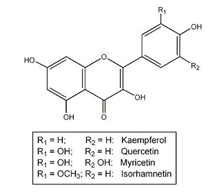 R₁
OH
HO
O
R₂
OH
OH
O
R₁ = H; R₂ = H: Kaempferol
R₁ = OH; R₂ = H: Quercetin
R₁ = OH; R₂ OH: Myricetin
R₁ = OCH₃; R₂ = H: Isorhamnetin